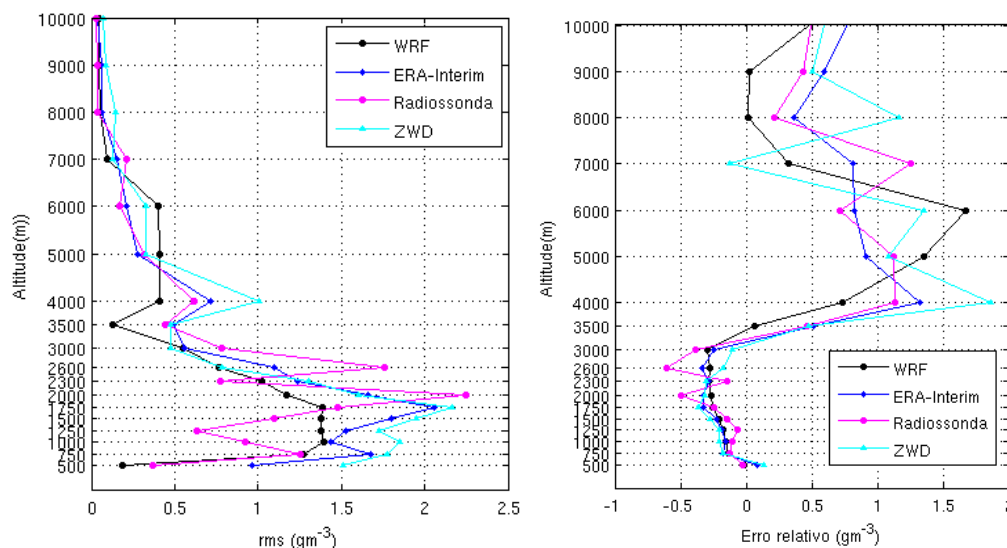 10000
9000
8000
7000
6000
5000
4000
3500
3000
2600
2300
2000
1750
1500
1250
1000
750
500
Altitude(m))
0 0.5 1 1.5 2 2.5
rms (gm⁻³)
WRF
ERA-Interim
Radiossonda
ZWD
10000
9000
8000
7000
6000
5000
4000
3500
3000
2600
2300
2000
1750
1500
1250
1000
750
500
Altitude(m)
-1 -0.5 0 0.5 1 1.5 2
Erro relativo (gm⁻³)
WRF
ERA-Interim
Radiossonda
ZWD